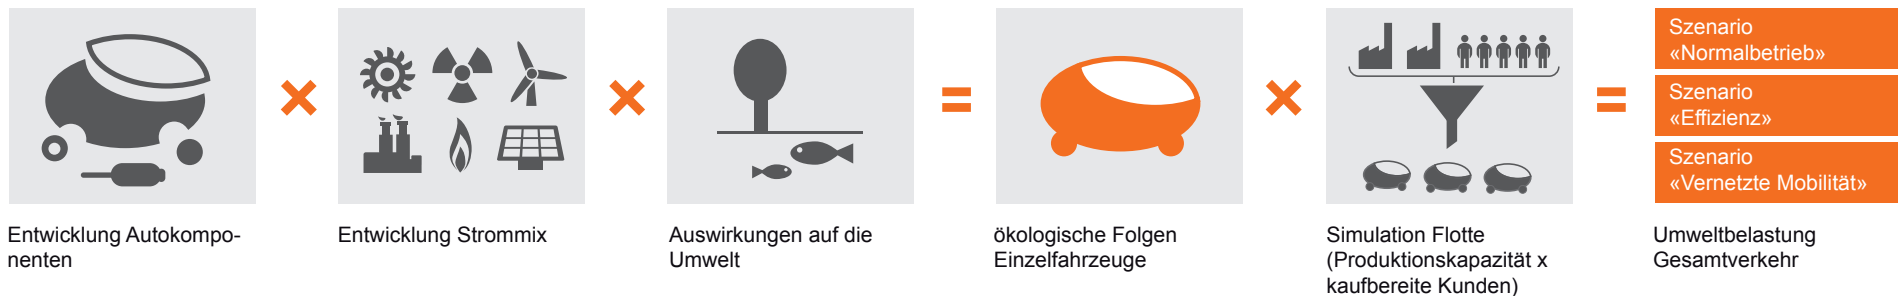 Szenario
«Normalbetrieb»
Szenario
«Effizienz»
Szenario
«Vernetzte Mobilität»
Entwicklung Autokompo-
nenten
Entwicklung Strommix
Auswirkungen auf die
Umwelt
ökologische Folgen
Einzelfahrzeuge
Simulation Flotte
(Produktionskapazität x
kaufbereite Kunden)
Umweltbelastung
Gesamtverkehr